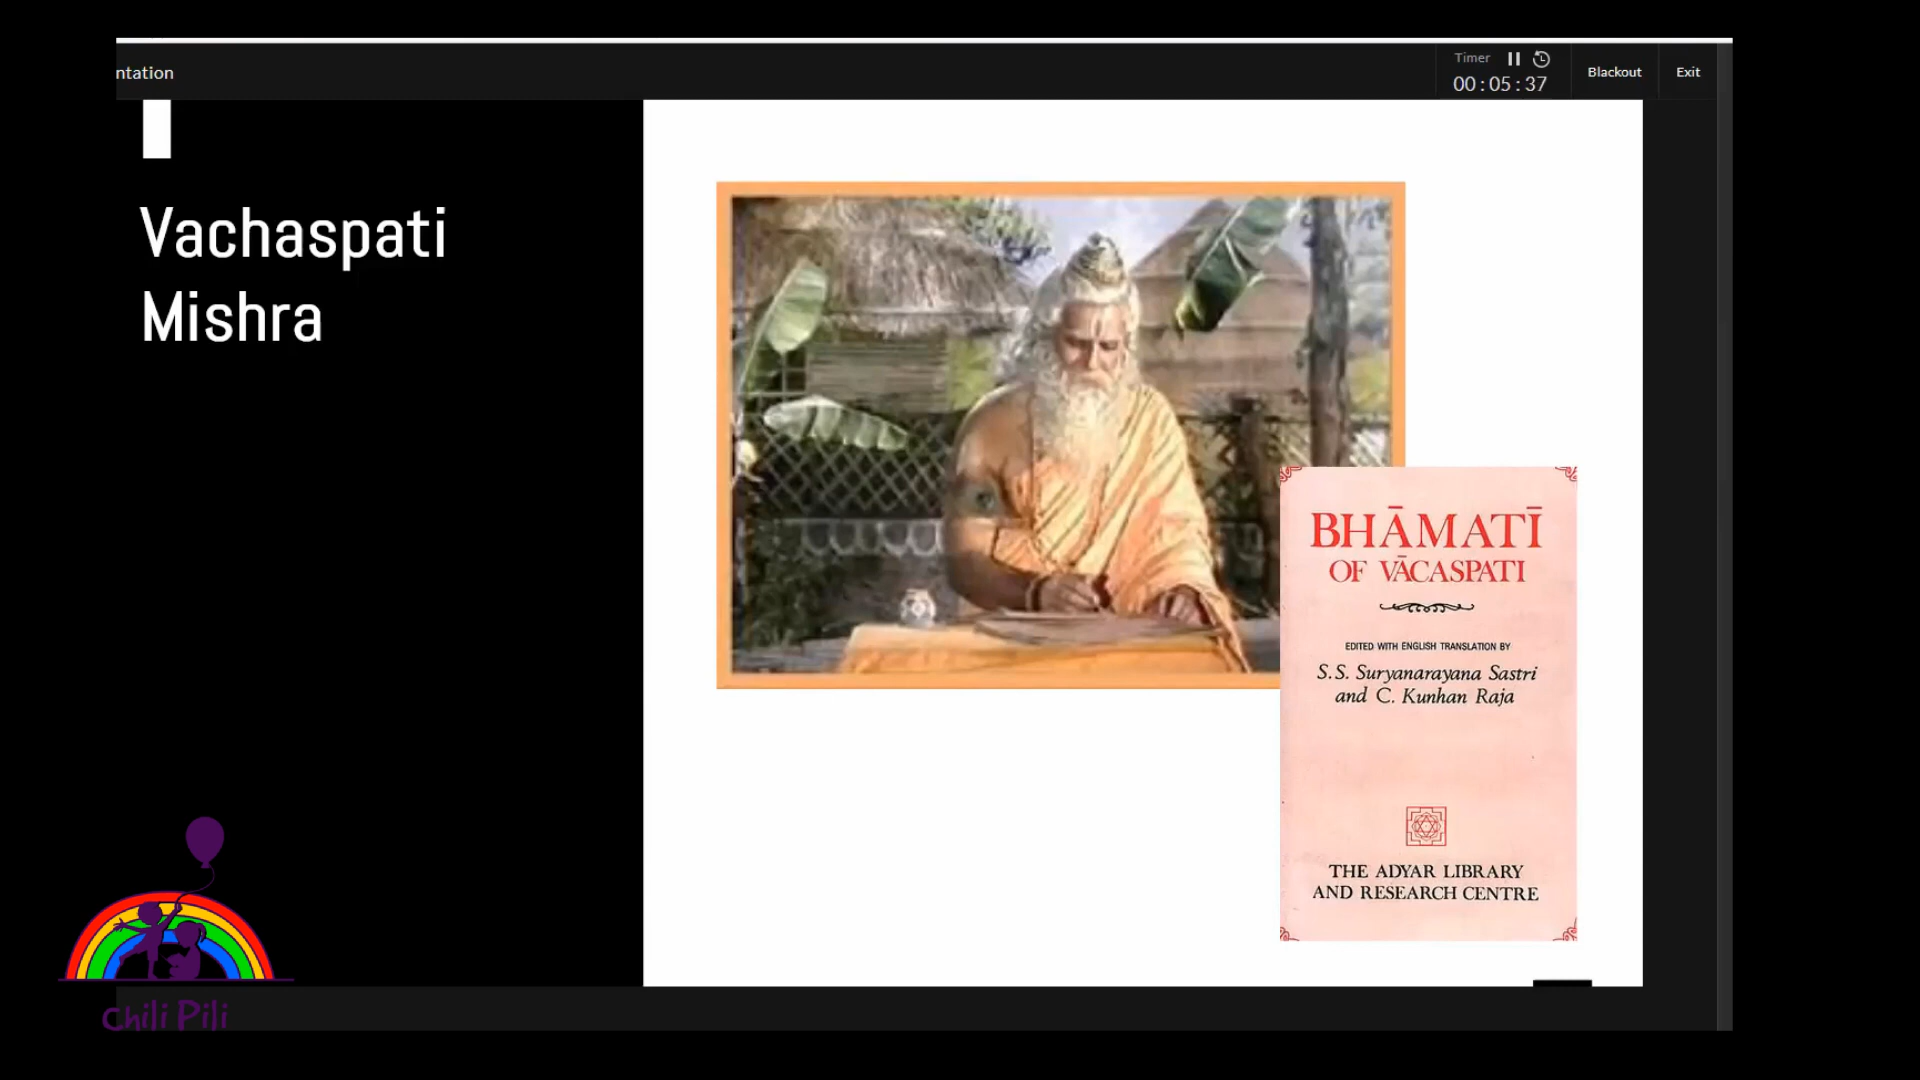 ntation
Timer
00:05:37
Blackout
Exit
Vachaspati
Mishra
BHĀMATĪ
OF VĀCASPATI
EDITED WITH ENGLISH TRANSLATION BY
S.S. Suryanarayana Sastri
and C. Kunhan Raja
THE ADYAR LIBRARY
AND RESEARCH CENTRE
Chili Pili